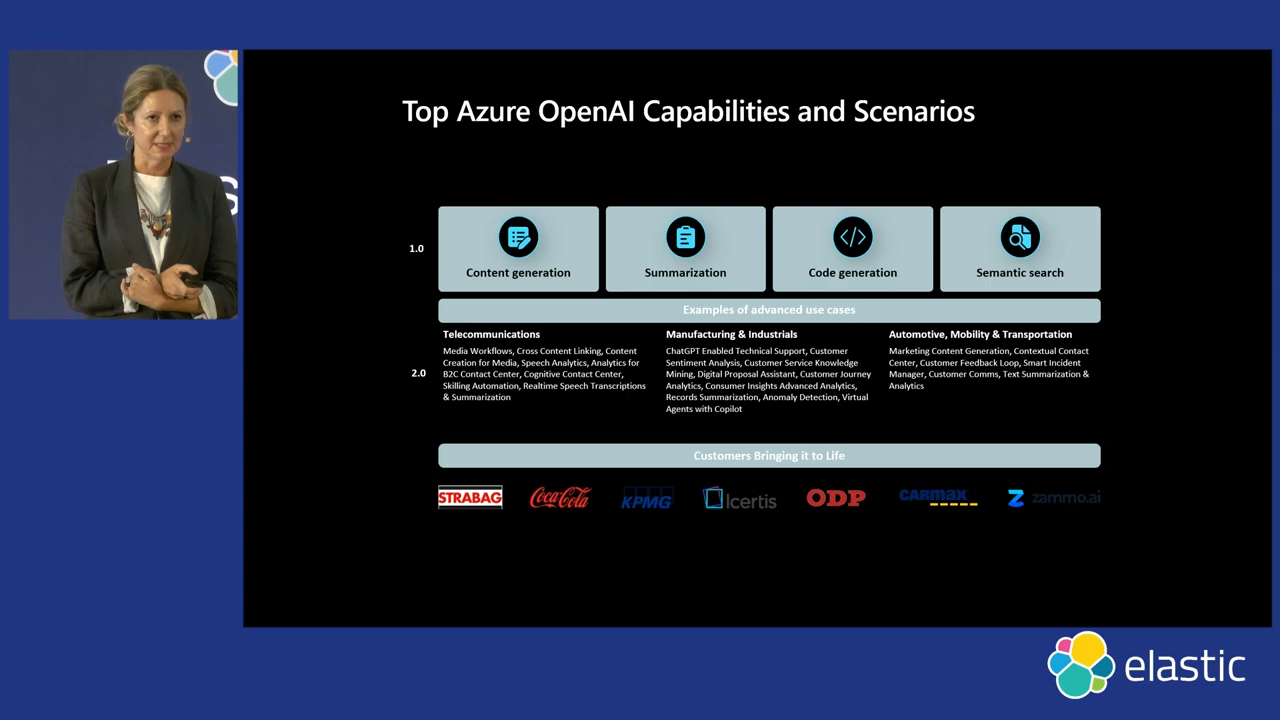 Top Azure OpenAI Capabilities and Scenarios
1.0
Content generation
Summarization
Code generation
Semantic search
Examples of advanced use cases
2.0
Telecommunications
Media Workflows, Cross Content Linking, Content
Creation for Media, Speech Analytics, Analytics for
B2C Contact Center, Cognitive Contact Center,
Skilling Automation, Realtime Speech Transcriptions
& Summarization
Manufacturing & Industrials
ChatGPT Enabled Technical Support, Customer
Sentiment Analysis, Customer Service Knowledge
Mining, Digital Proposal Assistant, Customer Journey
Analytics, Consumer Insights Advanced Analytics,
Records Summarization, Anomaly Detection, Virtual
Agents with Copilot
Automotive, Mobility & Transportation
Marketing Content Generation, Contextual Contact
Center, Customer Feedback Loop, Smart Incident
Manager, Customer Comms, Text Summarization &
Analytics
Customers Bringing it to Life
STRABAG
Coca-Cola
KPMG
Icertis
ODP
CARMAX
zammo.ai
elastic